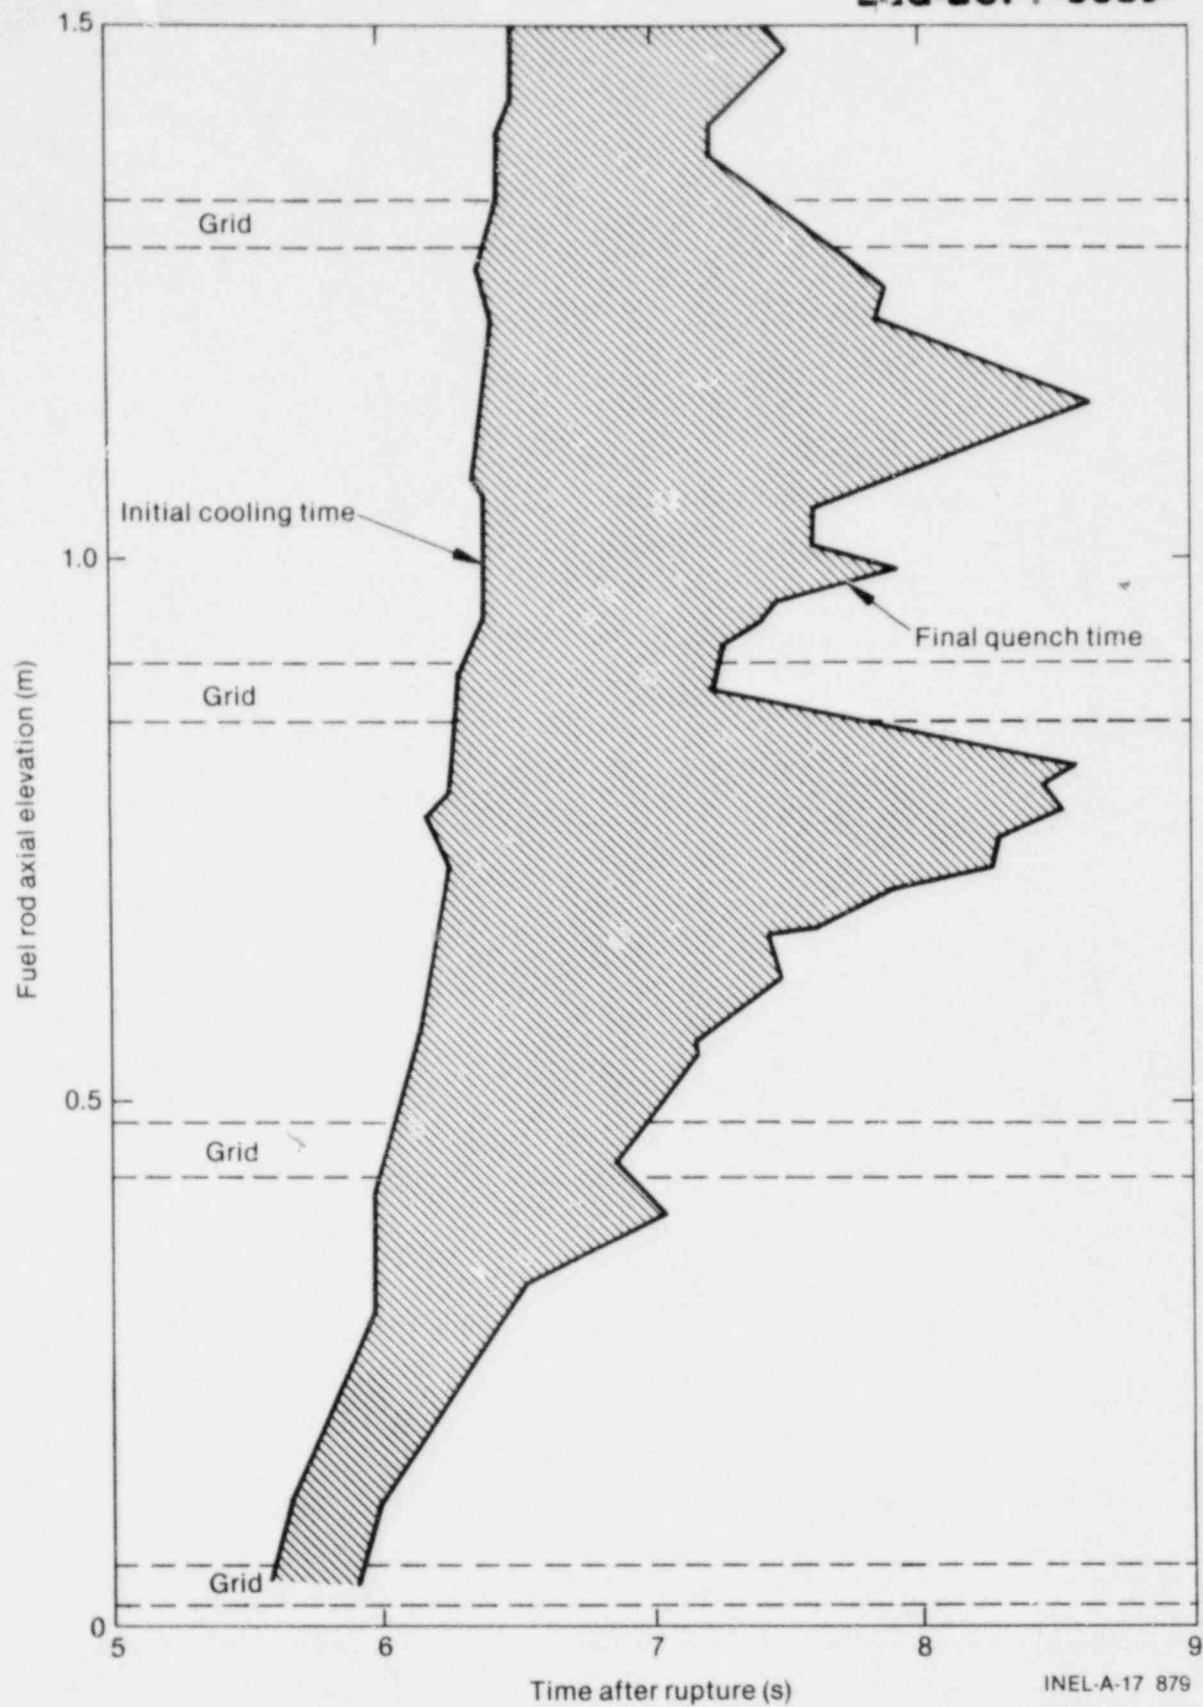 1.5
Grid
Initial cooling time
1.0
Final quench time
Grid
Fuel rod axial elevation (m)
0.5
Grid
Grid
0
5 6 7 8 9
Time after rupture (s)
INEL-A-17 879